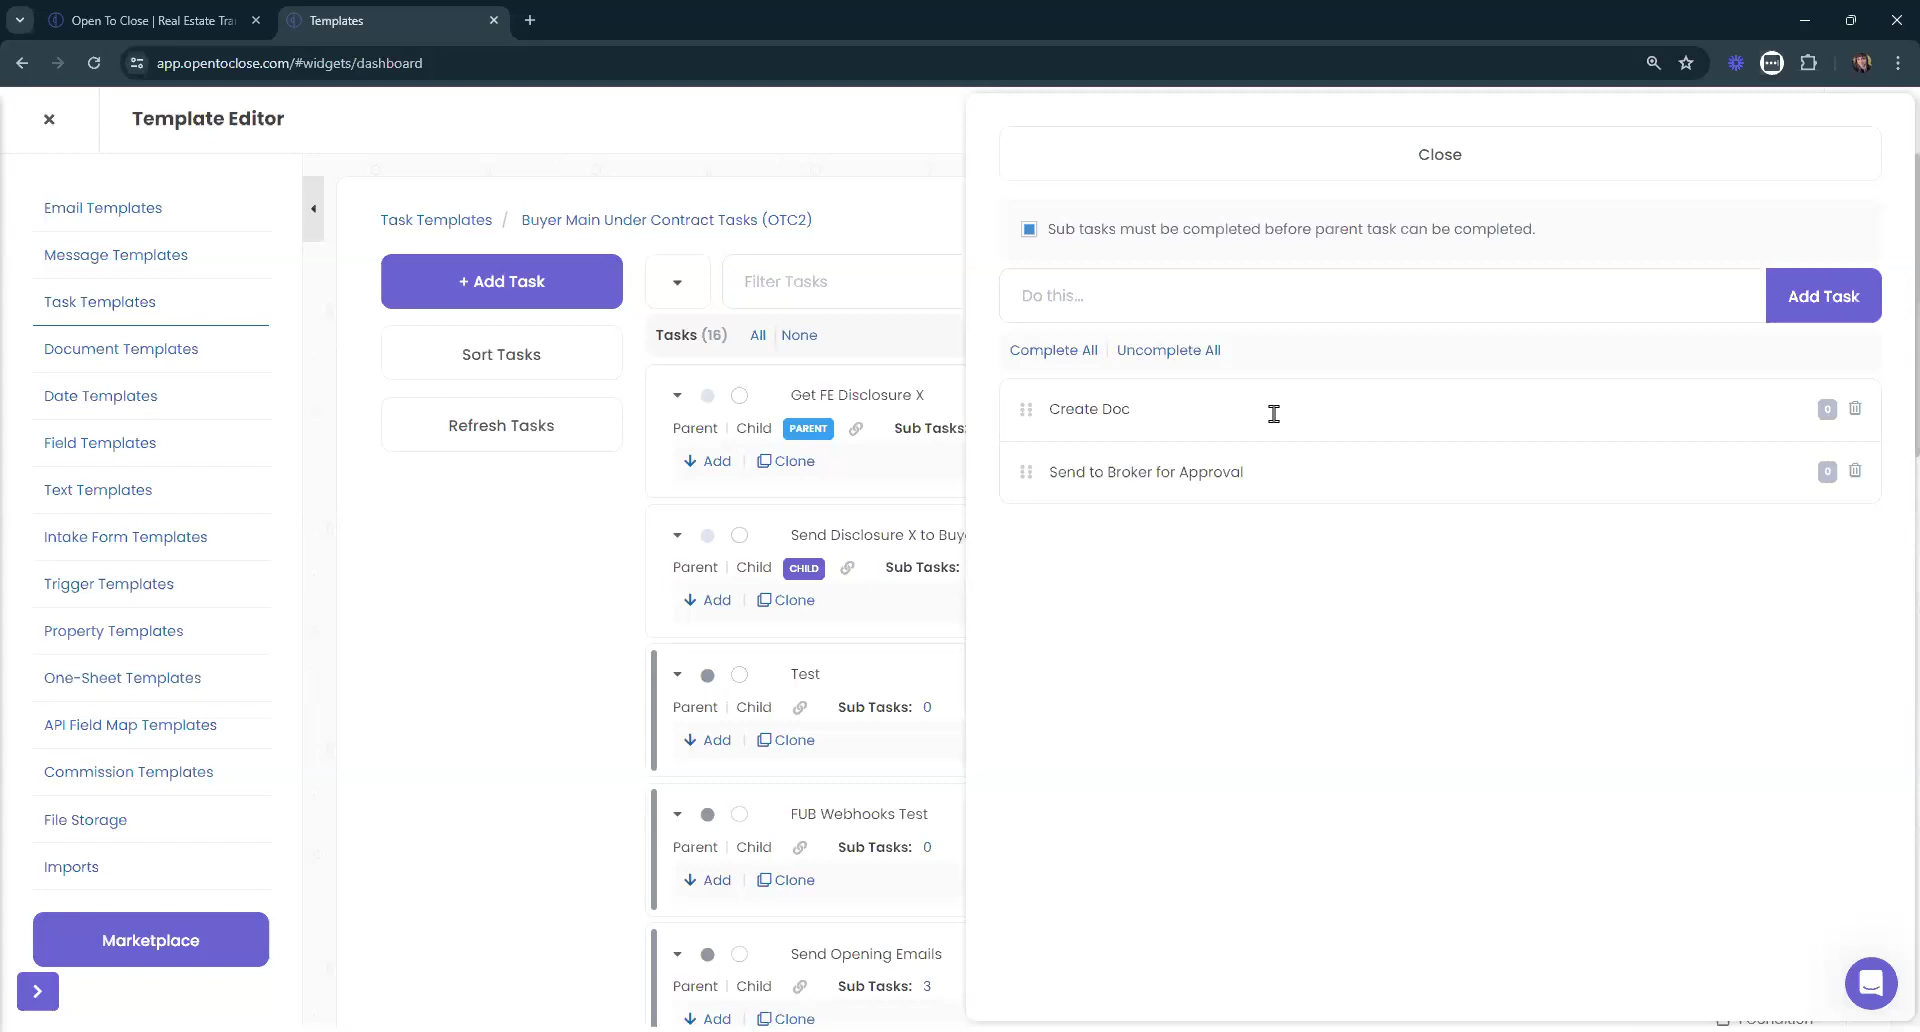 Open To Close | Real Estate Tra
Templates
app.opentoclose.com/#widgets/dashboard
Template Editor
Close
Sub tasks must be completed before parent task can be completed.
Do this...
Add Task
Complete All
Uncomplete All
Create Doc
0
Send to Broker for Approval
0
Email Templates
Message Templates
Task Templates
Document Templates
Date Templates
Field Templates
Text Templates
Intake Form Templates
Trigger Templates
Property Templates
One-Sheet Templates
API Field Map Templates
Commission Templates
File Storage
Imports
Marketplace
Task Templates / Buyer Main Under Contract Tasks (OTC2)
+ Add Task
Filter Tasks
Sort Tasks
Refresh Tasks
Tasks (16) All None
Get FE Disclosure X
Parent Child PARENT Sub Tasks:
Add Clone
Send Disclosure X to Buy
Parent Child CHILD Sub Tasks:
Add Clone
Test
Parent Child Sub Tasks: 0
Add Clone
FUB Webhooks Test
Parent Child Sub Tasks: 0
Add Clone
Send Opening Emails
Parent Child Sub Tasks: 3
Add Clone